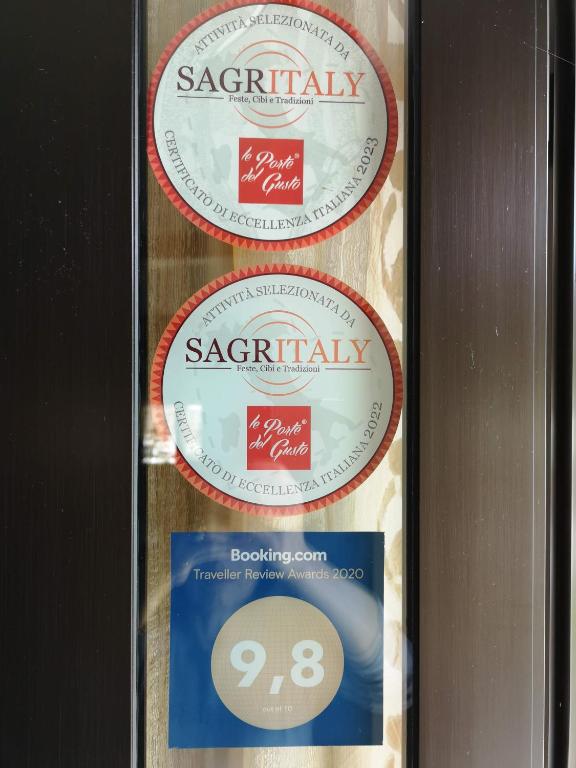 ATTIVITÀ SELEZIONATA DA
SAGRITALY
Feste, Cibi e Tradizioni
le Porte®
del Gusto
CERTIFICATO DI ECCELLENZA ITALIANA 2023
ATTIVITÀ SELEZIONATA DA
SAGRITALY
Feste, Cibi e Tradizioni
le Porte®
del Gusto
CERTIFICATO DI ECCELLENZA ITALIANA 2022
Booking.com
Traveller Review Awards 2020
9,8
out of 10